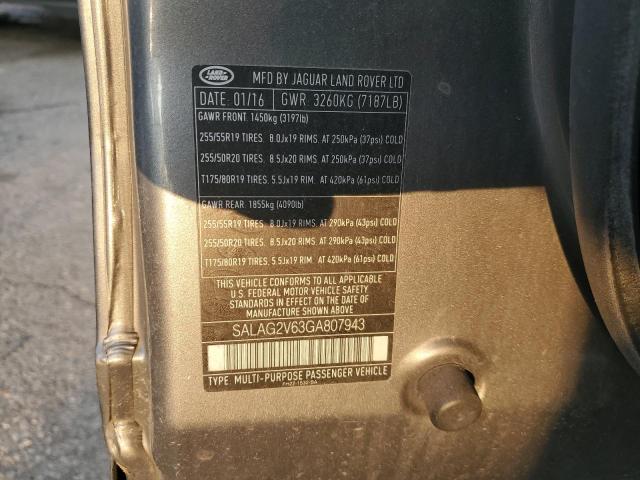 LAND ROVER
MFD BY JAGUAR LAND ROVER LTD
DATE: 01/16 GWR: 3260KG (7187LB)
GAWR FRONT: 1450kg (3197lb)
255/55R19 TIRES. 8.0Jx19 RIMS. AT 250kPa (37psi) COLD
255/50R20 TIRES. 8.5Jx20 RIMS. AT 250kPa (37psi) COLD
T175/80R19 TIRES. 5.5Jx19 RIM. AT 420kPa (61psi) COLD
GAWR REAR: 1855kg (4090lb)
255/55R19 TIRES. 8.0Jx19 RIMS. AT 290kPa (43psi) COLD
255/50R20 TIRES. 8.5Jx20 RIMS. AT 290kPa (43psi) COLD
T175/80R19 TIRES. 5.5Jx19 RIM. AT 420kPa (61psi) COLD
THIS VEHICLE CONFORMS TO ALL APPLICABLE
U.S. FEDERAL MOTOR VEHICLE SAFETY
STANDARDS IN EFFECT ON THE DATE OF
MANUFACTURE SHOWN ABOVE.
SALAG2V63GA807943
TYPE: MULTI-PURPOSE PASSENGER VEHICLE